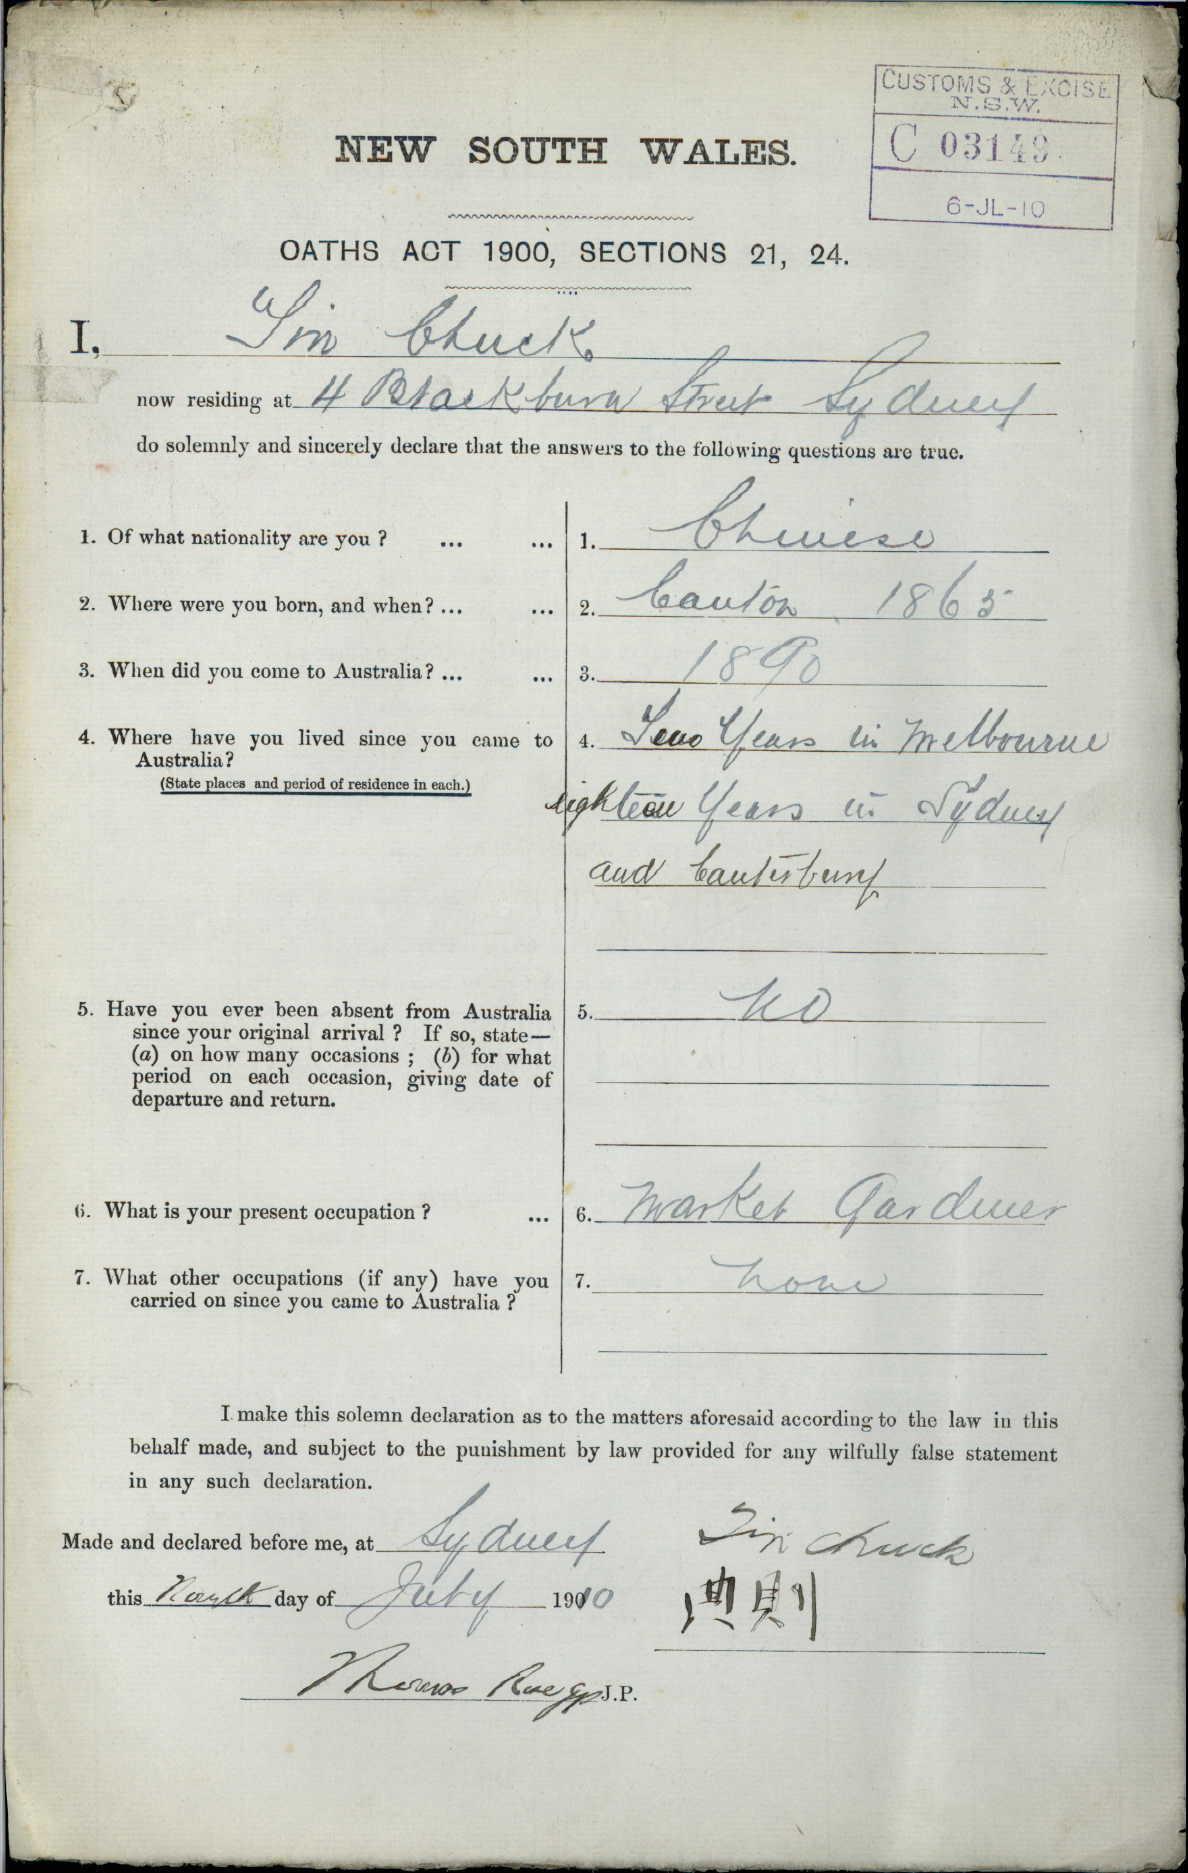 CUSTOMS & EXCISE
N.S.W.
C 03149
6-JL-10
NEW SOUTH WALES.
OATHS ACT 1900, SECTIONS 21, 24.
I, Tim Chuck
now residing at 4 Blackburn Street Sydney
do solemnly and sincerely declare that the answers to the following questions are true.
1. Of what nationality are you ? ... ... 1. Chinese
2. Where were you born, and when? ... ... 2. Canton 1865
3. When did you come to Australia? ... ... 3. 1890
4. Where have you lived since you came to 4. Two Years in Melbourne
Australia?
(State places and period of residence in each.)
eighteen Years in Sydney
and Canterbury
5. Have you ever been absent from Australia 5. No
since your original arrival ? If so, state—
(a) on how many occasions ; (b) for what
period on each occasion, giving date of
departure and return.
6. What is your present occupation ? ... 6. Market Gardener
7. What other occupations (if any) have you 7. none
carried on since you came to Australia ?
I make this solemn declaration as to the matters aforesaid according to the law in this
behalf made, and subject to the punishment by law provided for any wilfully false statement
in any such declaration.
Made and declared before me, at Sydney
Tim Chuck
this day of July 1910
典則
Thomas J.P.